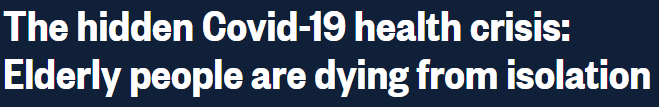 The hidden Covid-19 health crisis:
Elderly people are dying from isolation